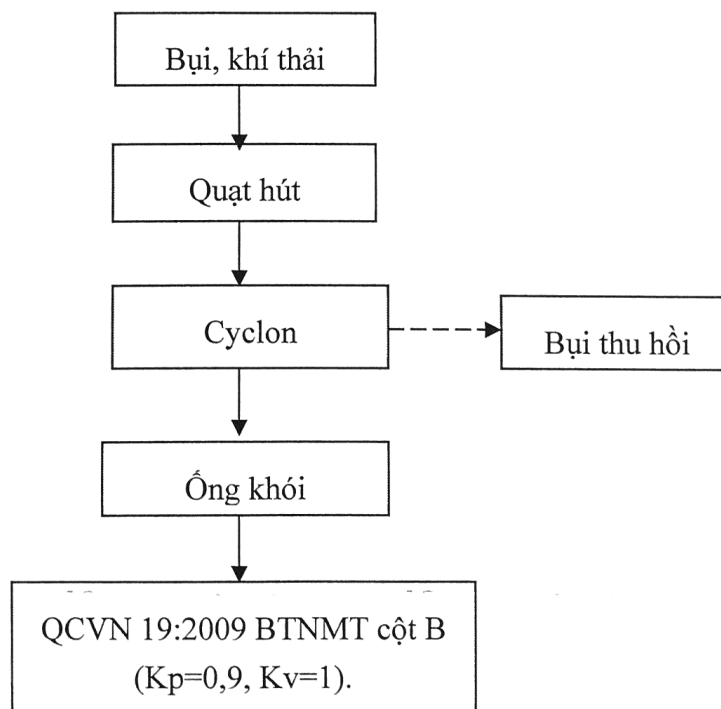 Bụi, khí thải
Quạt hút
Cyclon
Bụi thu hồi
Ống khói
QCVN 19:2009 BTNMT cột B
(Kp=0,9, Kv=1).